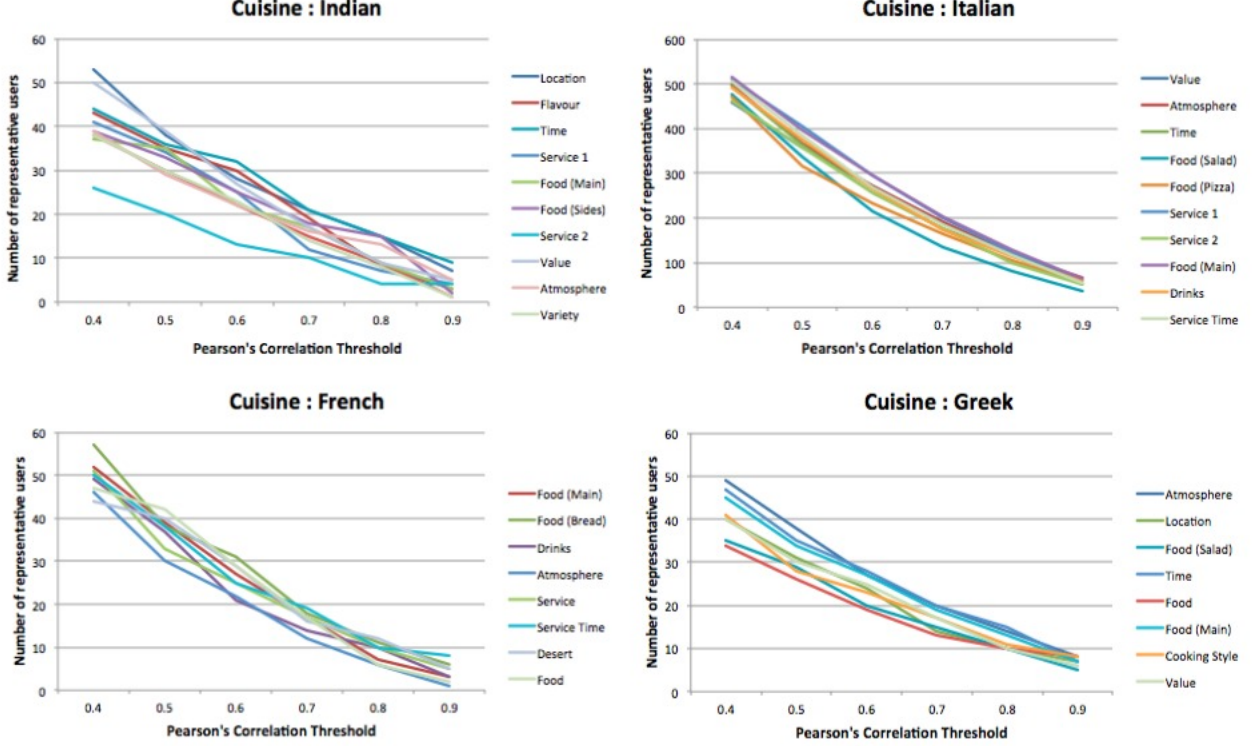 Cuisine : Indian
Number of representative users
60
50
40
30
20
10
0
0.4 0.5 0.6 0.7 0.8 0.9
Pearson's Correlation Threshold
Location
Flavour
Time
Service 1
Food (Main)
Food (Sides)
Service 2
Value
Atmosphere
Variety
Cuisine : Italian
Number of representative users
600
500
400
300
200
100
0
0.4 0.5 0.6 0.7 0.8 0.9
Pearson's Correlation Threshold
Value
Atmosphere
Time
Food (Salad)
Food (Pizza)
Service 1
Service 2
Food (Main)
Drinks
Service Time
Cuisine : French
Number of representative users
60
50
40
30
20
10
0
0.4 0.5 0.6 0.7 0.8 0.9
Pearson's Correlation Threshold
Food (Main)
Food (Bread)
Drinks
Atmosphere
Service
Service Time
Desert
Food
Cuisine : Greek
Number of representative users
60
50
40
30
20
10
0
0.4 0.5 0.6 0.7 0.8 0.9
Pearson's Correlation Threshold
Atmosphere
Location
Food (Salad)
Time
Food
Food (Main)
Cooking Style
Value